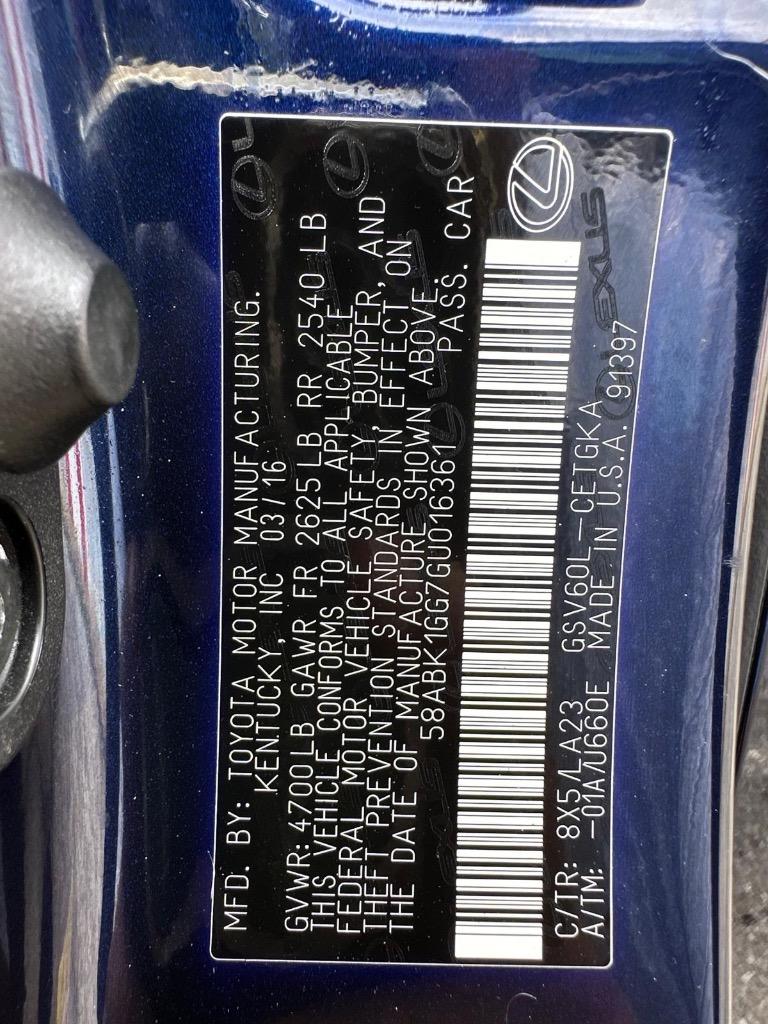 MFD. BY: TOYOTA MOTOR MANUFACTURING.
KENTUCKY, INC 03/16
GVWR: 4700LB GAWR FR 2625LB RR 2540 LB
THIS VEHICLE CONFORMS TO ALL APPLICABLE
FEDERAL MOTOR VEHICLE SAFETY, BUMPER, AND
THEFT PREVENTION STANDARDS IN EFFECT ON
THE DATE OF MANUFACTURE SHOWN ABOVE.
58ABK1GG7GU016361 PASS. CAR
C/TR: 8X5/LA23 GSV60L-CETGKA
A/TM: -01A/U660E MADE IN U.S.A. 91397
LEXUS